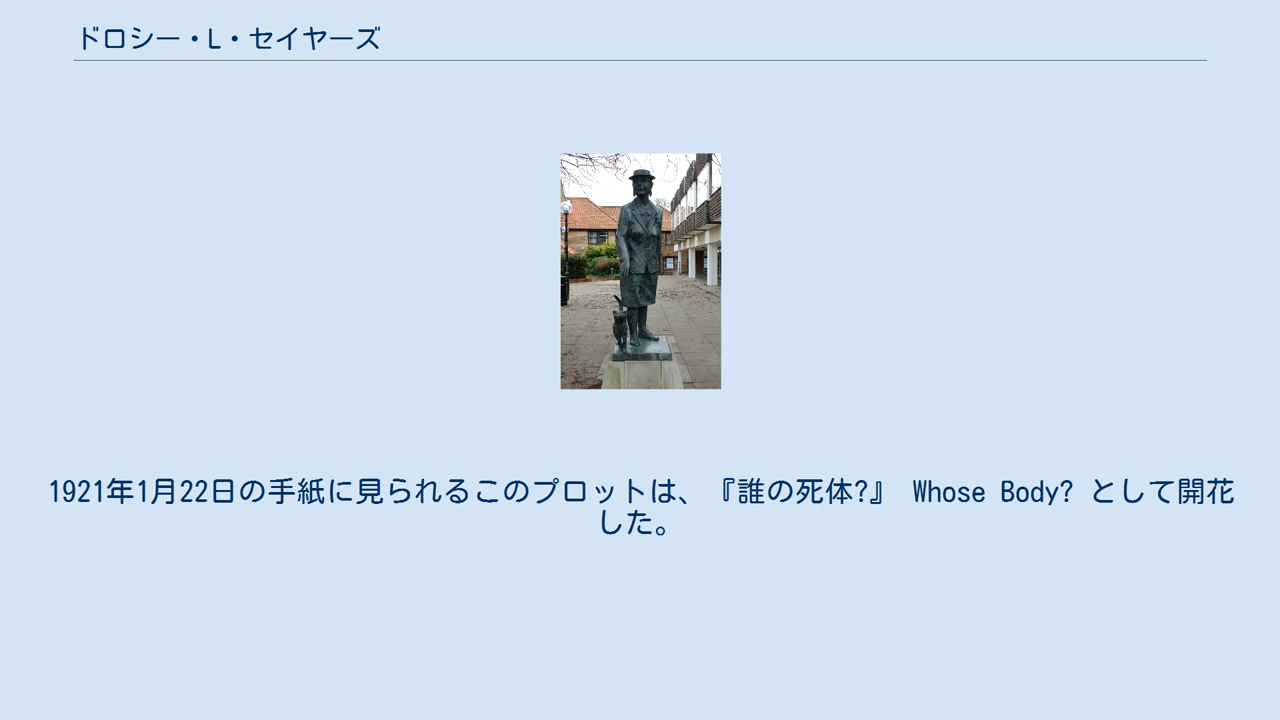 ドロシー・L・セイヤーズ
1921年1月22日の手紙に見られるこのプロットは、『誰の死体?』 Whose Body? として開花
した。